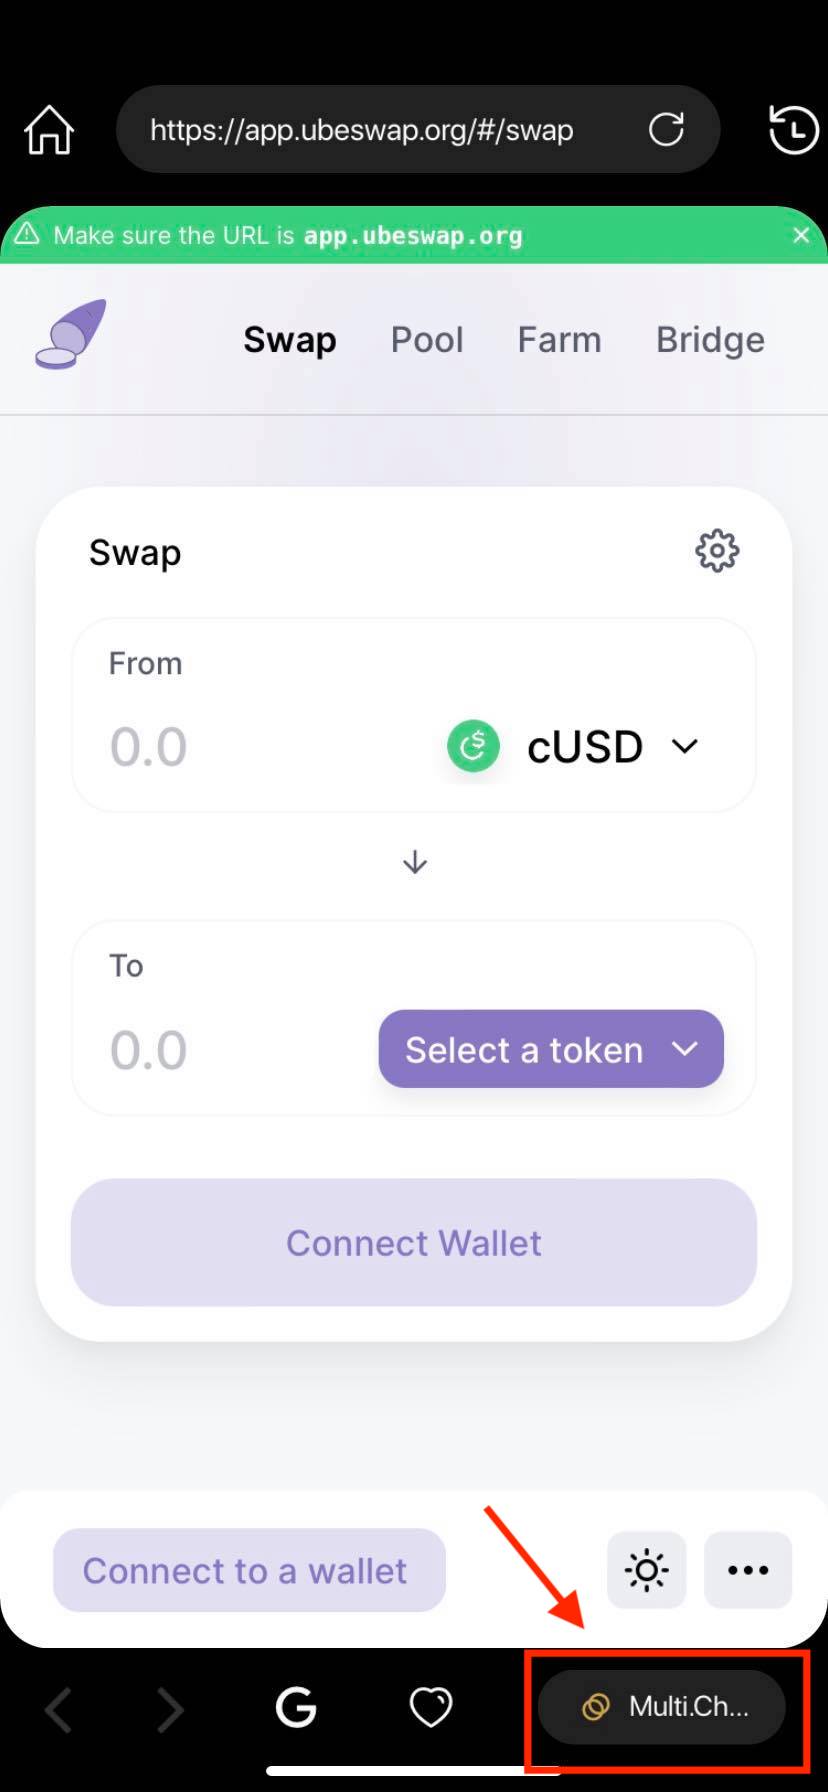 https://app.ubeswap.org/#/swap
Make sure the URL is app.ubeswap.org
Swap Pool Farm Bridge
Swap
From
0.0 cUSD
To
0.0 Select a token
Connect Wallet
Connect to a wallet
G Multi.Ch...